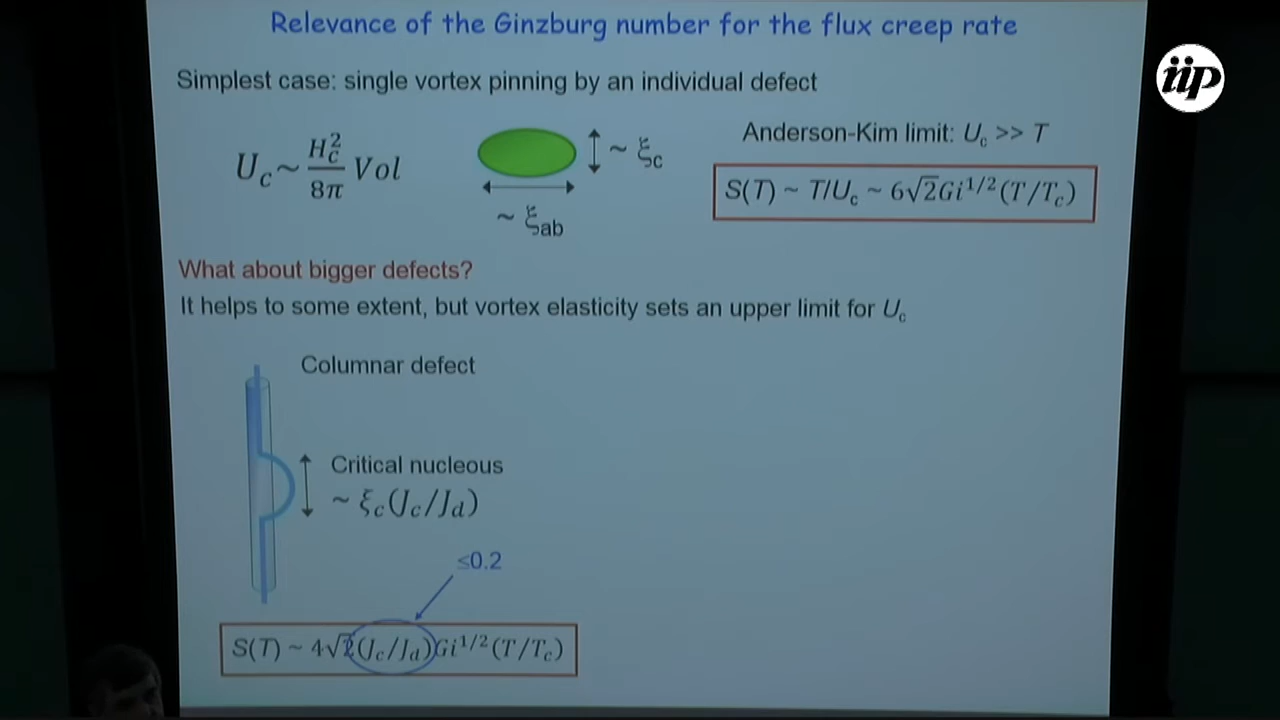 Relevance of the Ginzburg number for the flux creep rate
iip
Simplest case: single vortex pinning by an individual defect
U_c ~ H_c^2/8π Vol
~ ξ_c
~ ξ_ab
Anderson-Kim limit: U_c >> T
S(T) ~ T/U_c ~ 6√2Gi^{1/2}(T/T_c)
What about bigger defects?
It helps to some extent, but vortex elasticity sets an upper limit for U_c
Columnar defect
Critical nucleous
~ ξ_c(J_c/J_d)
≤0.2
S(T) ~ 4√2(J_c/J_d)Gi^{1/2}(T/T_c)